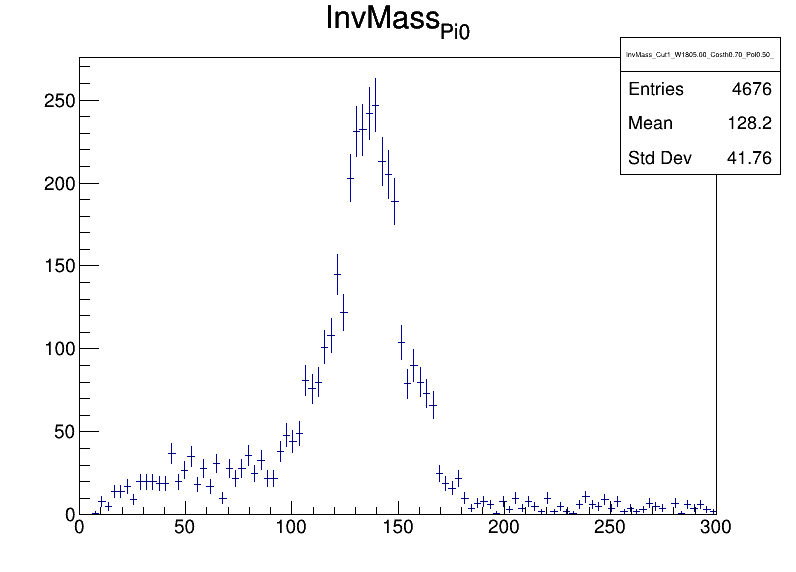 InvMass_Pi0
InvMass_Cut1_W1805.00_Costh0.70_Pol0.50_
Entries 4676
Mean 128.2
Std Dev 41.76
250
200
150
100
50
0
0 50 100 150 200 250 300